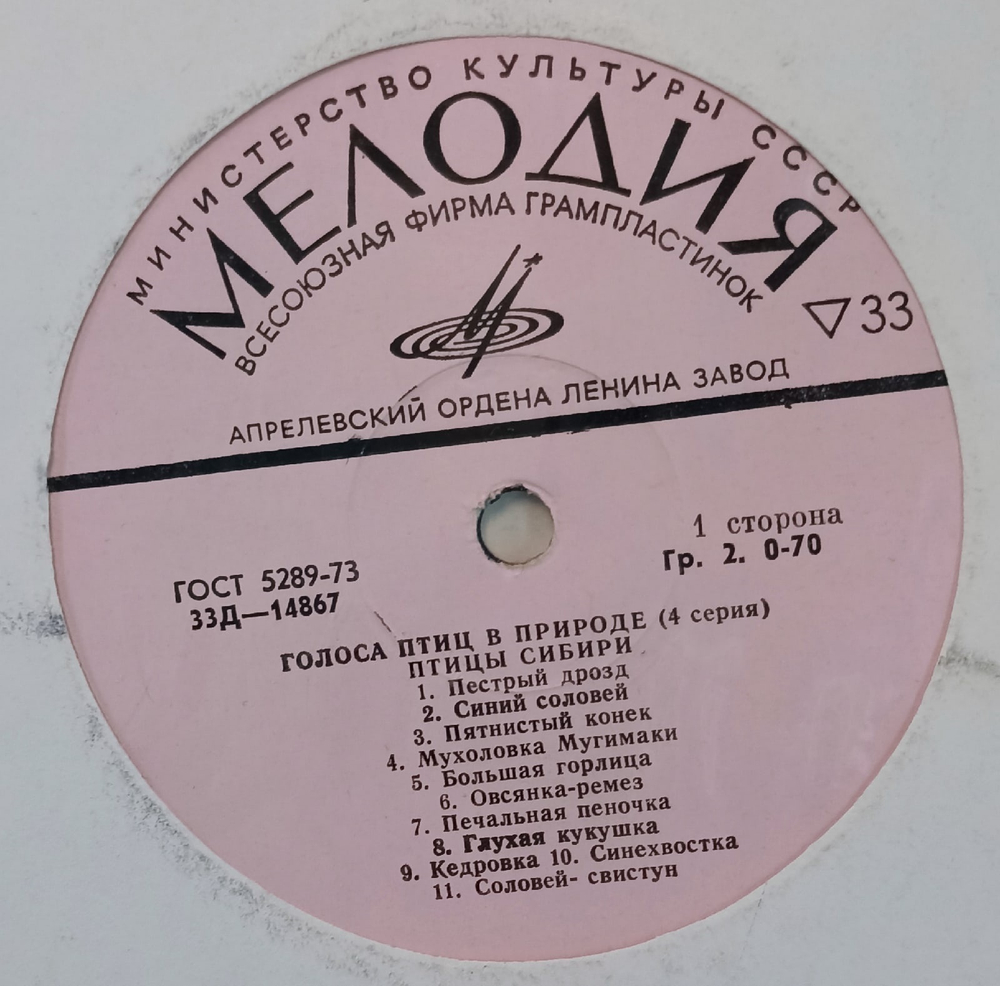 МИНИСТЕРСТВО КУЛЬТУРЫ СССР
МЕЛОДИЯ
ВСЕСОЮЗНАЯ ФИРМА ГРАМПЛАСТИНОК
33
АПРЕЛЕВСКИЙ ОРДЕНА ЛЕНИНА ЗАВОД
1 сторона
Гр. 2. 0-70
ГОСТ 5289-73
33Д—14867
ГОЛОСА ПТИЦ В ПРИРОДЕ (4 серия)
ПТИЦЫ СИБИРИ
1. Пестрый дрозд
2. Синий соловей
3. Пятнистый конек
4. Мухоловка Мугимаки
5. Большая горлица
6. Овсянка-ремез
7. Печальная пеночка
8. Глухая кукушка
9. Кедровка 10. Синехвостка
11. Соловей- свистун